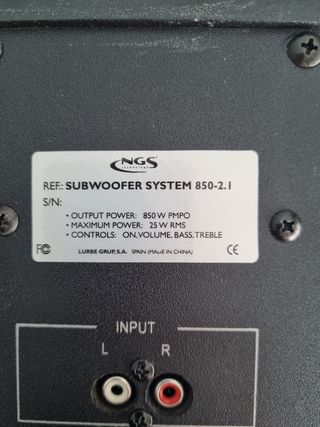 NGS
technology
REF.: SUBWOOFER SYSTEM 850-2.1
S/N:
• OUTPUT POWER: 850 W PMPO
• MAXIMUM POWER: 25 W RMS
• CONTROLS: ON, VOLUME, BASS, TREBLE
FC LURBE GRUP, S.A. SPAIN (MADE IN CHINA) CE
INPUT
L R